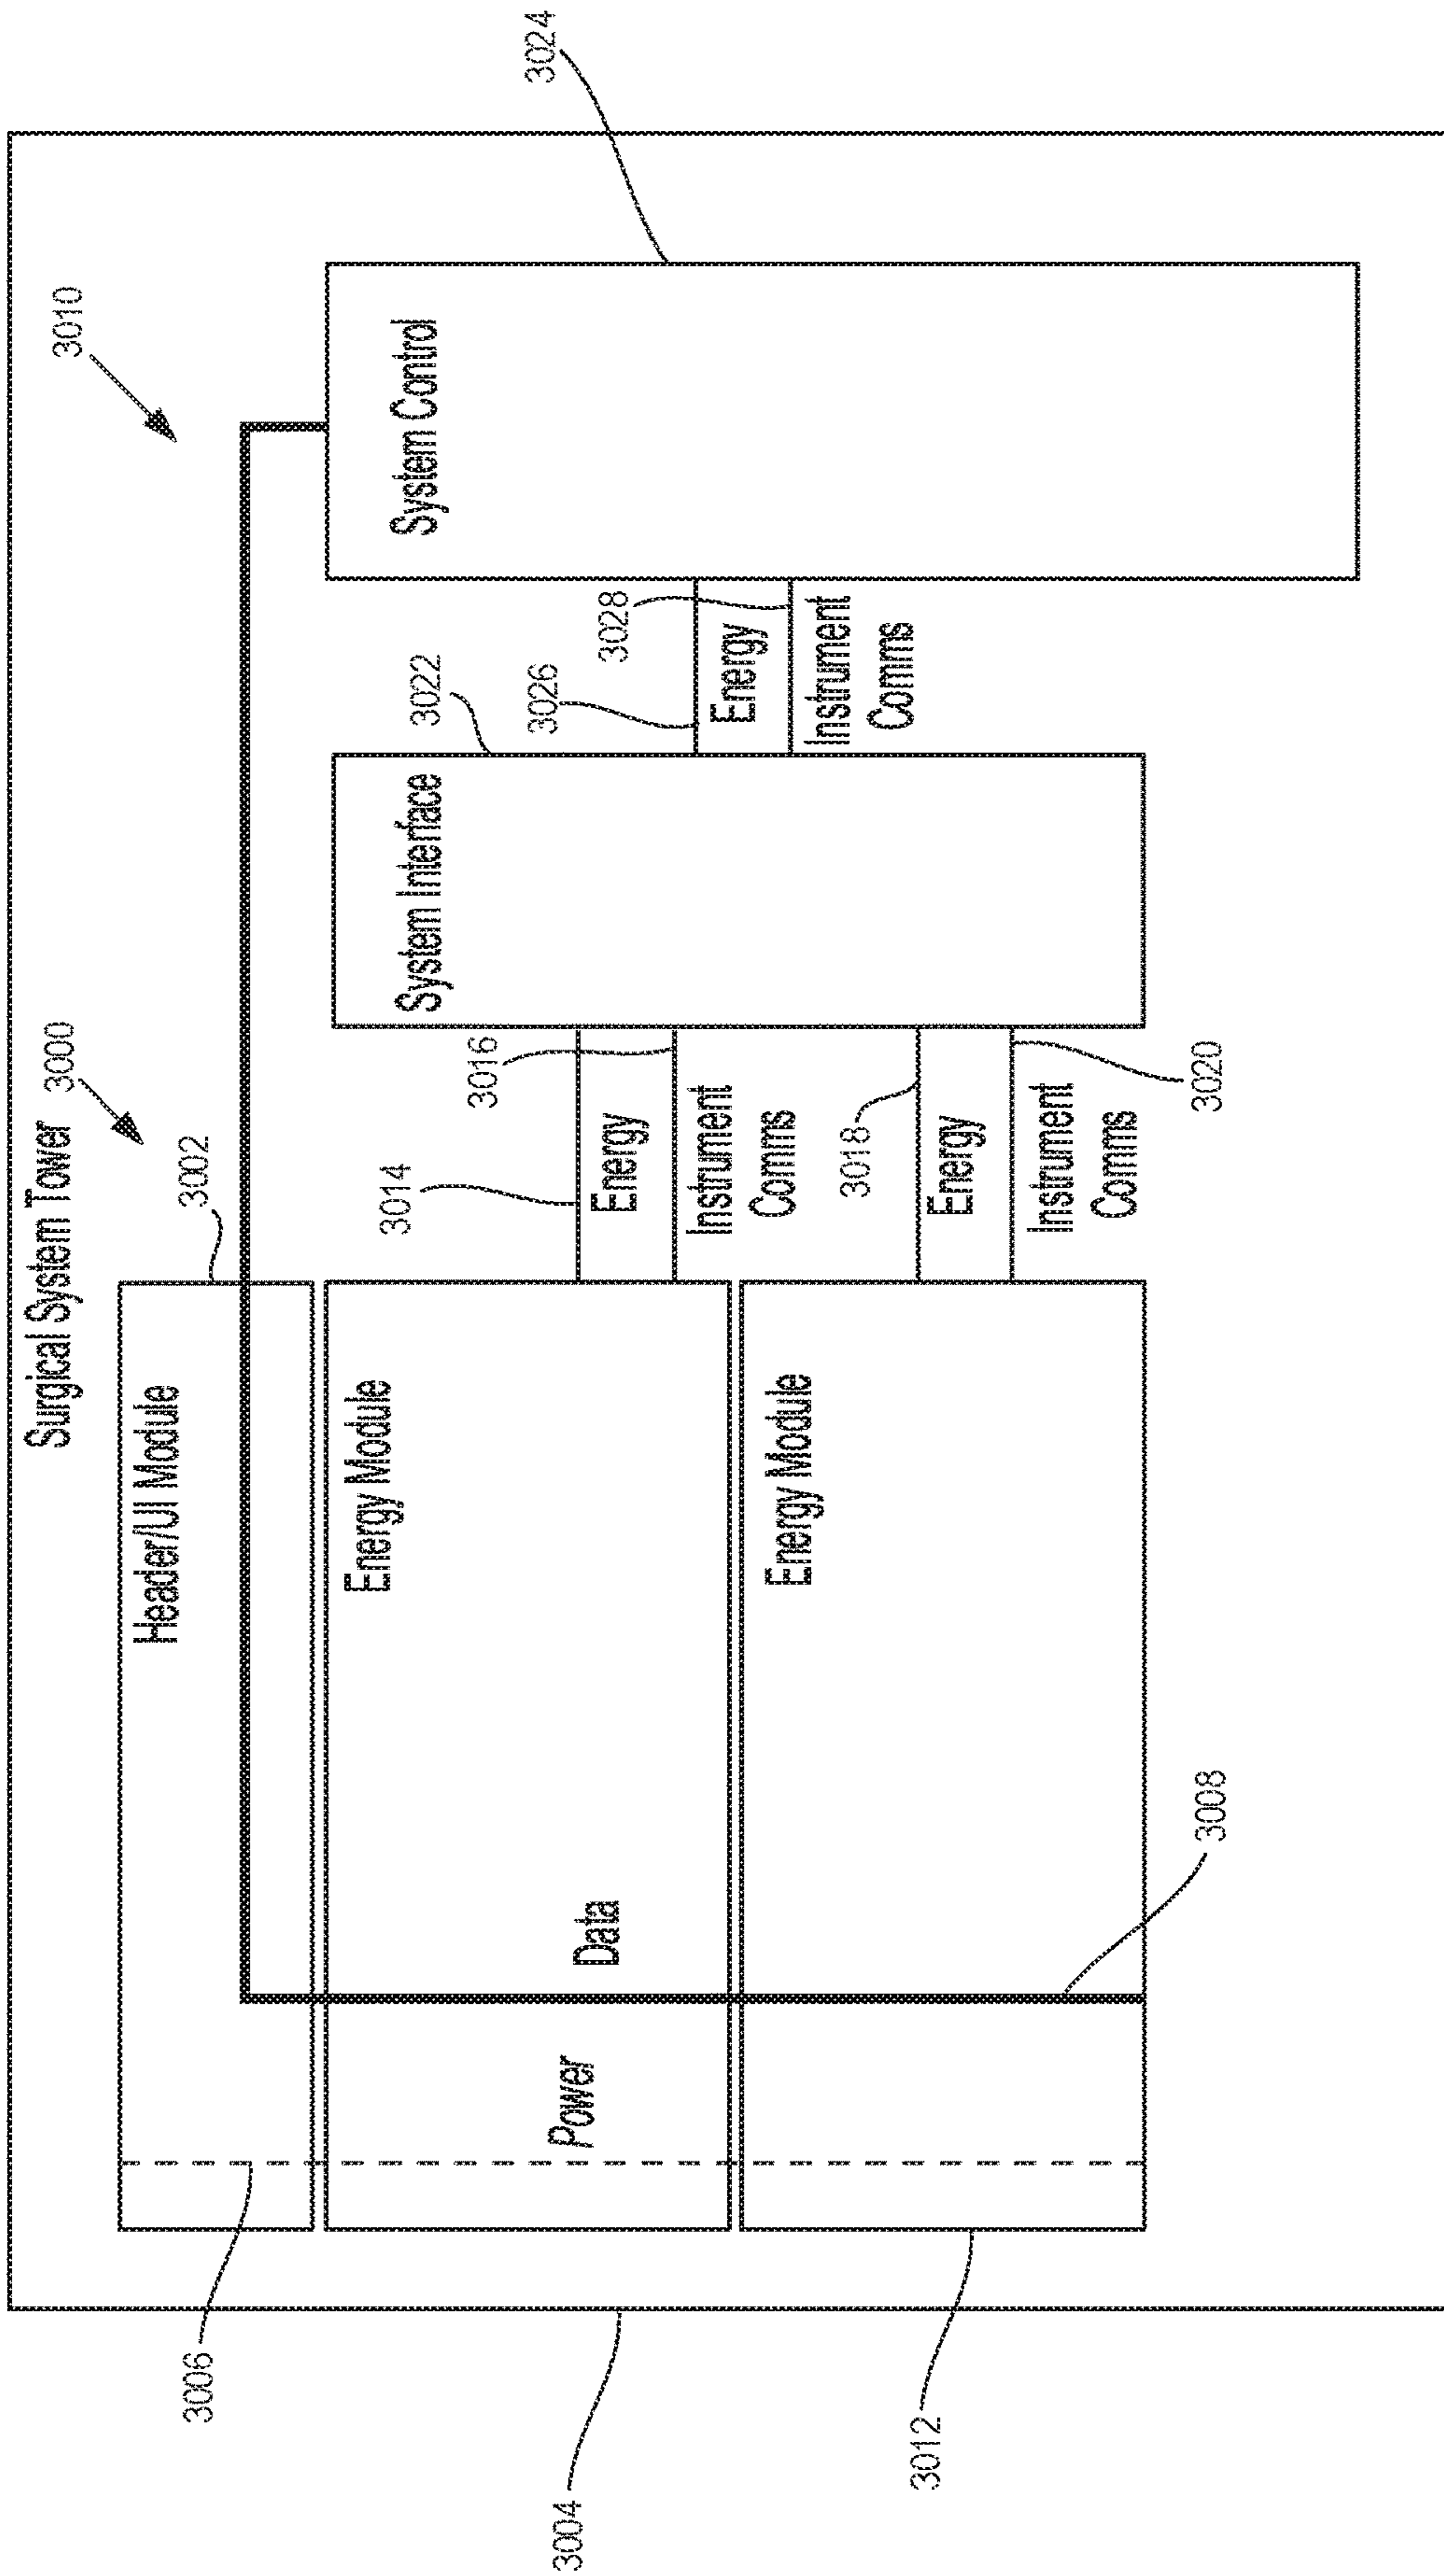 Surgical System Tower
3000
3010
3024
3002
Header/UI Module
3006
Energy Module
Data
Power
3004
3014
Energy
3016
Instrument
Comms
System Interface
3022
3026
Energy
3028
Instrument
Comms
System Control
Energy Module
3012
3008
3018
Energy
Instrument
Comms
3020